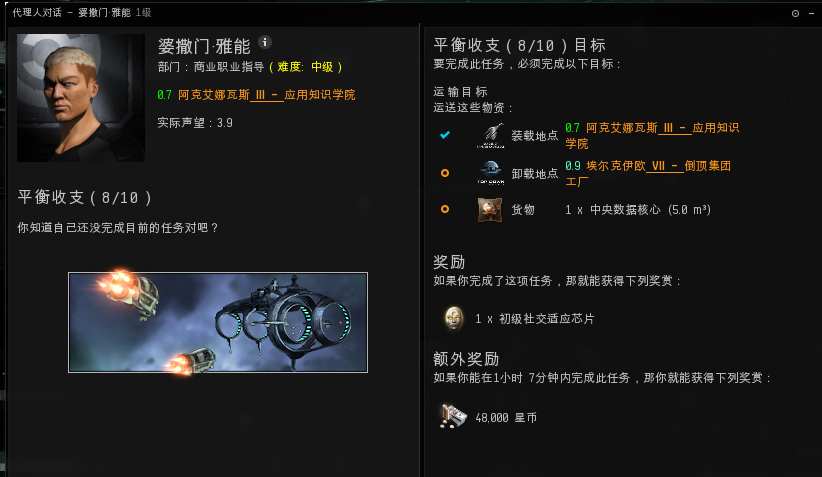 代理人对话 - 婆撒门·雅能 1级
婆撒门·雅能
部门：商业职业指导（难度: 中级）
0.7 阿克艾娜瓦斯 III - 应用知识学院
实际声望：3.9
平衡收支（8/10）
你知道自己还没完成目前的任务对吧？
平衡收支（8/10）目标
要完成此任务，必须完成以下目标：
运输目标
运送这些物资：
装载地点
0.7 阿克艾娜瓦斯 III - 应用知识
学院
卸载地点
0.9 埃尔克伊欧 VII - 倒顶集团
工厂
货物
1 x 中央数据核心 (5.0 m³)
奖励
如果你完成了这项任务，那就能获得下列奖赏：
1 x 初级社交适应芯片
额外奖励
如果你能在1小时 7分钟内完成此任务，那你就能获得下列奖赏：
48,000 星币